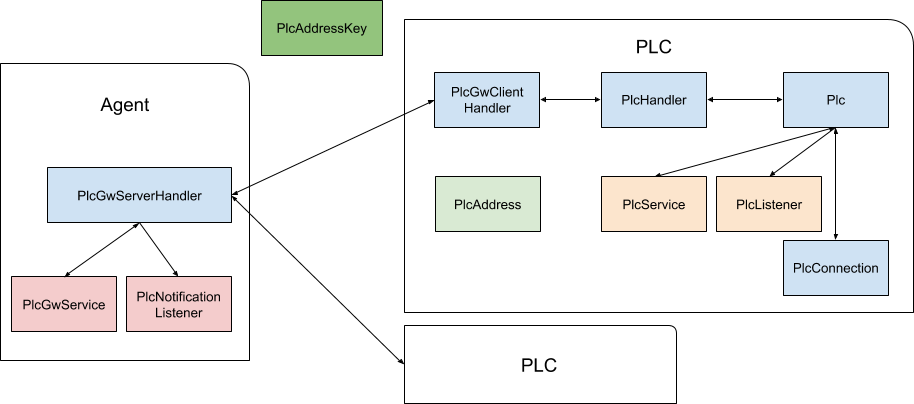 PlcAddressKey
PLC
Agent
PlcGwClient
Handler
PlcHandler
Plc
PlcGwServerHandler
PlcAddress
PlcService
PlcListener
PlcConnection
PlcGwService
PlcNotification
Listener
PLC